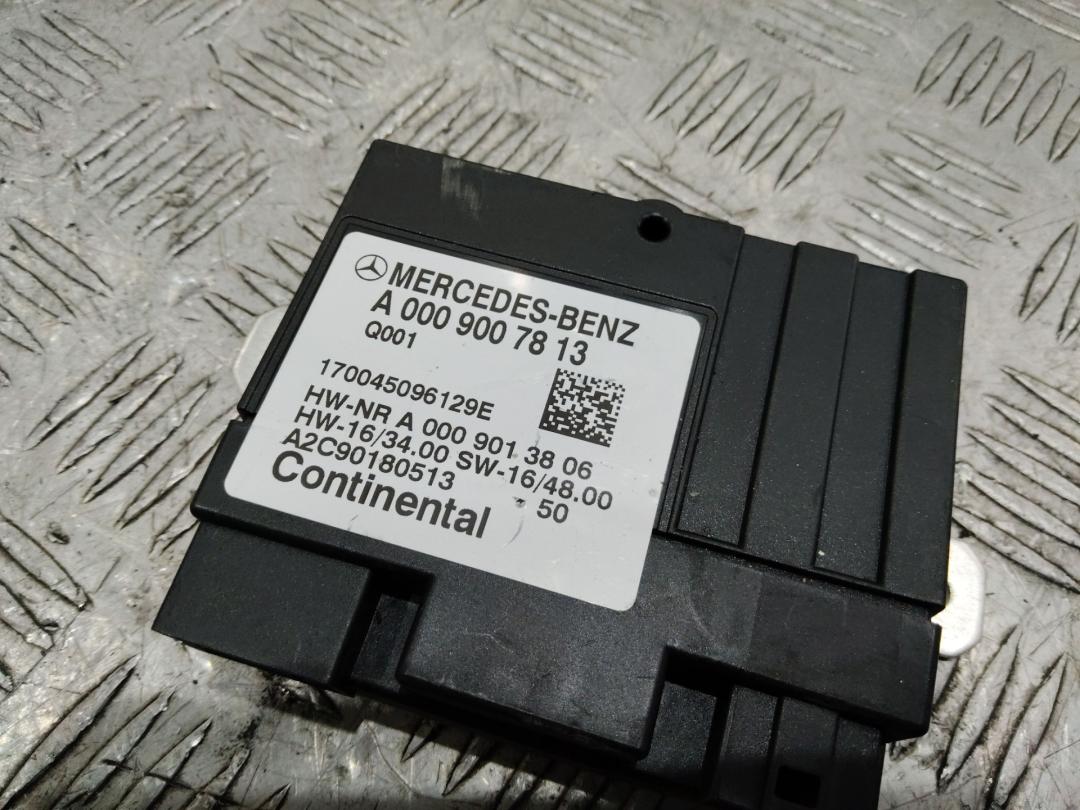 MERCEDES-BENZ
A 000 900 78 13
Q001
170045096129E
HW-NR A 000 901 38 06
HW-16/34.00 SW-16/48.00
A2C90180513 50
Continental